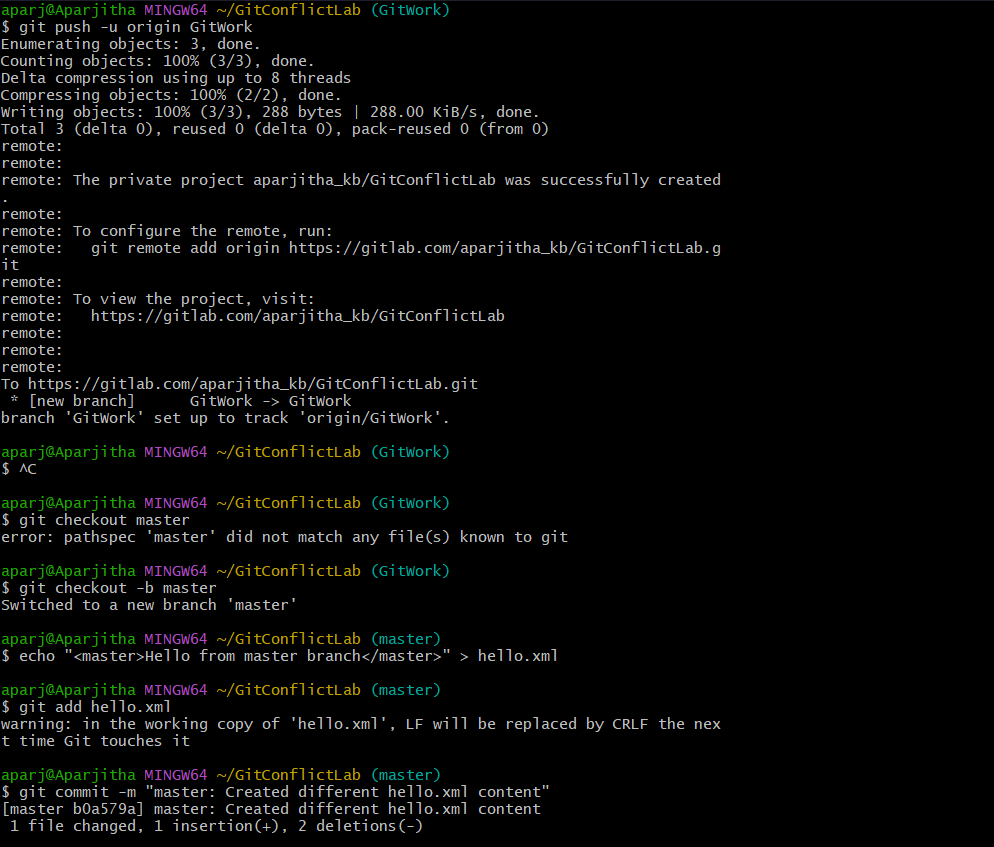 aparj@Aparjitha MINGW64 ~/GitConflictLab (GitWork)
$ git push -u origin GitWork
Enumerating objects: 3, done.
Counting objects: 100% (3/3), done.
Delta compression using up to 8 threads
Compressing objects: 100% (2/2), done.
Writing objects: 100% (3/3), 288 bytes | 288.00 KiB/s, done.
Total 3 (delta 0), reused 0 (delta 0), pack-reused 0 (from 0)
remote:
remote:
remote: The private project aparjitha_kb/GitConflictLab was successfully created
.
remote:
remote: To configure the remote, run:
remote:   git remote add origin https://gitlab.com/aparjitha_kb/GitConflictLab.g
it
remote:
remote: To view the project, visit:
remote:   https://gitlab.com/aparjitha_kb/GitConflictLab
remote:
remote:
remote:
To https://gitlab.com/aparjitha_kb/GitConflictLab.git
 * [new branch]      GitWork -> GitWork
branch 'GitWork' set up to track 'origin/GitWork'.

aparj@Aparjitha MINGW64 ~/GitConflictLab (GitWork)
$ ^C

aparj@Aparjitha MINGW64 ~/GitConflictLab (GitWork)
$ git checkout master
error: pathspec 'master' did not match any file(s) known to git

aparj@Aparjitha MINGW64 ~/GitConflictLab (GitWork)
$ git checkout -b master
Switched to a new branch 'master'

aparj@Aparjitha MINGW64 ~/GitConflictLab (master)
$ echo "<master>Hello from master branch</master>" > hello.xml

aparj@Aparjitha MINGW64 ~/GitConflictLab (master)
$ git add hello.xml
warning: in the working copy of 'hello.xml', LF will be replaced by CRLF the nex
t time Git touches it

aparj@Aparjitha MINGW64 ~/GitConflictLab (master)
$ git commit -m "master: Created different hello.xml content"
[master b0a579a] master: Created different hello.xml content
 1 file changed, 1 insertion(+), 2 deletions(-)